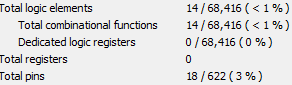 Total logic elements 14 / 68,416 ( < 1 % )
Total combinational functions 14 / 68,416 ( < 1 % )
Dedicated logic registers 0 / 68,416 ( 0 % )
Total registers 0
Total pins 18 / 622 ( 3 % )